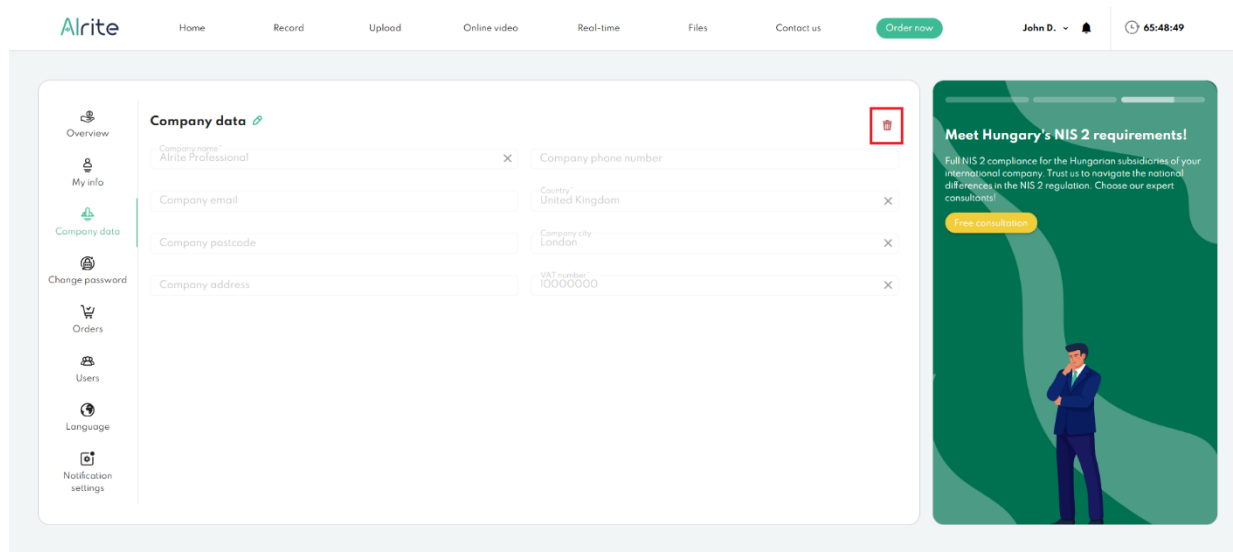 Alrite
Home
Record
Upload
Online video
Real-time
Files
Contact us
Order now
John D.
65:48:49
Overview
My info
Company data
Change password
Orders
Users
Language
Notification
settings
Company data
Company name*
Alrite Professional
Company phone number
Company email
Country*
United Kingdom
Company postcode
Company city
London
Company address
VAT number*
10000000
Meet Hungary's NIS 2 requirements!
Full NIS 2 compliance for the Hungarian subsidiaries of your
international company. Trust us to navigate the national
differences in the NIS 2 regulation. Choose our expert
consultants!
Free consultation